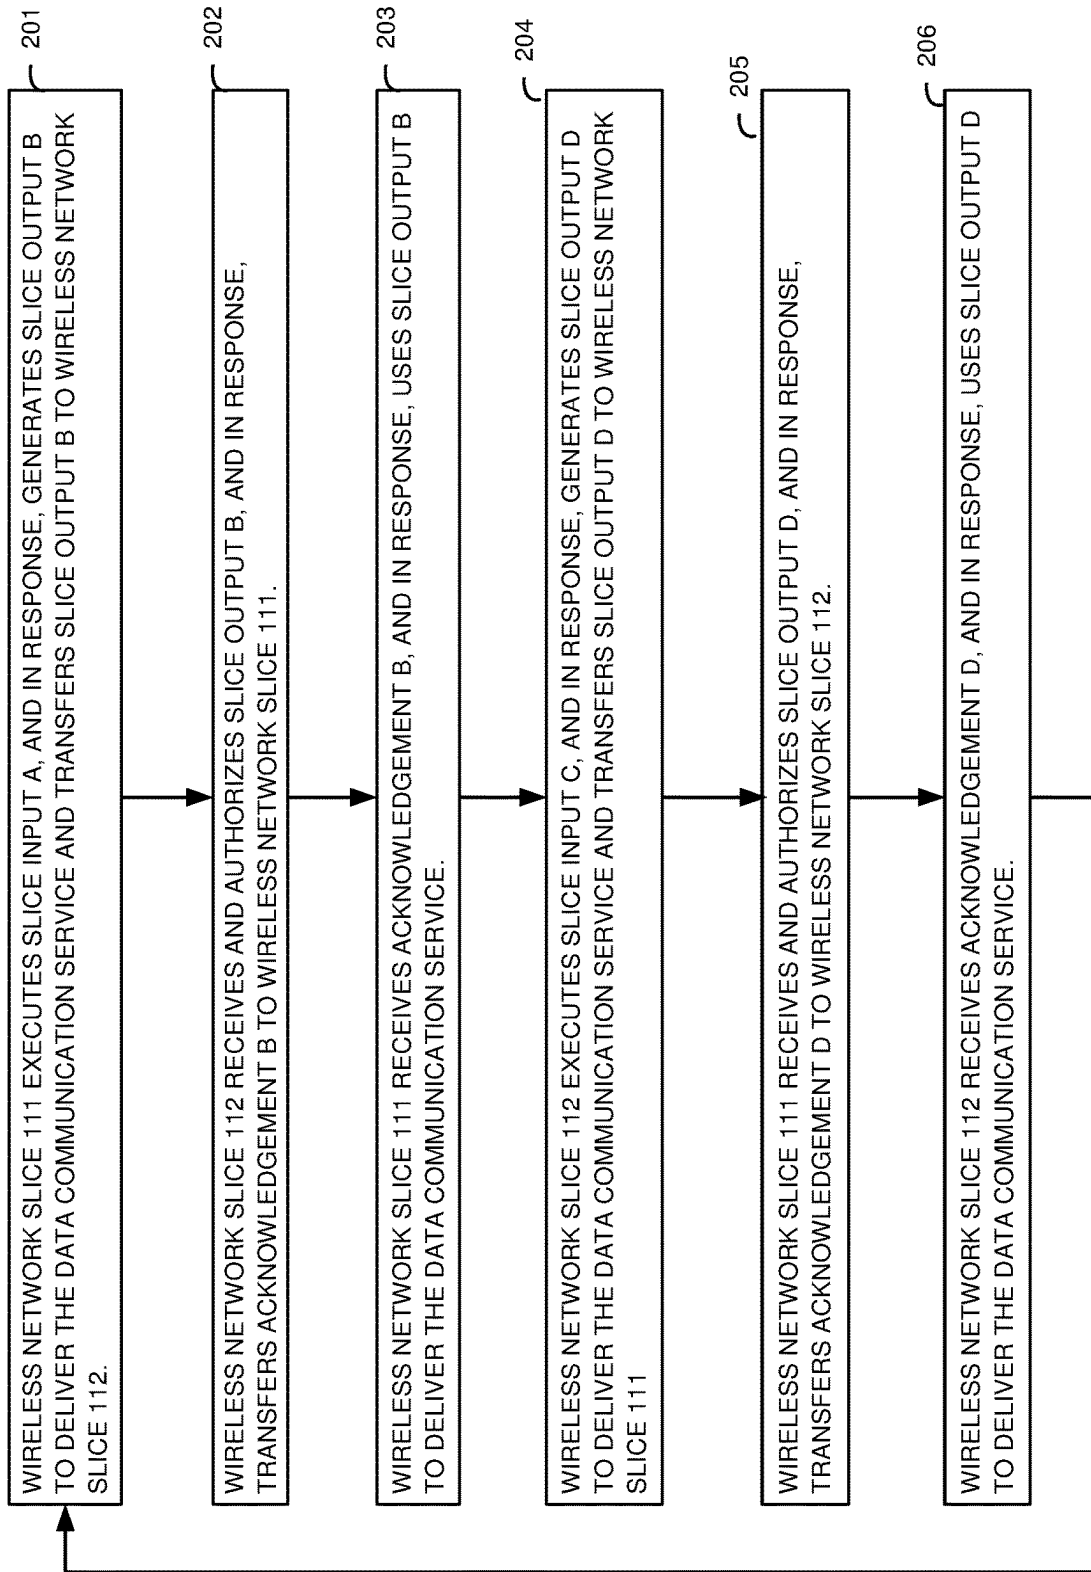 201
WIRELESS NETWORK SLICE 111 EXECUTES SLICE INPUT A, AND IN RESPONSE, GENERATES SLICE OUTPUT B
TO DELIVER THE DATA COMMUNICATION SERVICE AND TRANSFERS SLICE OUTPUT B TO WIRELESS NETWORK
SLICE 112.
202
WIRELESS NETWORK SLICE 112 RECEIVES AND AUTHORIZES SLICE OUTPUT B, AND IN RESPONSE,
TRANSFERS ACKNOWLEDGEMENT B TO WIRELESS NETWORK SLICE 111.
203
WIRELESS NETWORK SLICE 111 RECEIVES ACKNOWLEDGEMENT B, AND IN RESPONSE, USES SLICE OUTPUT B
TO DELIVER THE DATA COMMUNICATION SERVICE.
204
WIRELESS NETWORK SLICE 112 EXECUTES SLICE INPUT C, AND IN RESPONSE, GENERATES SLICE OUTPUT D
TO DELIVER THE DATA COMMUNICATION SERVICE AND TRANSFERS SLICE OUTPUT D TO WIRELESS NETWORK
SLICE 111
205
WIRELESS NETWORK SLICE 111 RECEIVES AND AUTHORIZES SLICE OUTPUT D, AND IN RESPONSE,
TRANSFERS ACKNOWLEDGEMENT D TO WIRELESS NETWORK SLICE 112.
206
WIRELESS NETWORK SLICE 112 RECEIVES ACKNOWLEDGEMENT D, AND IN RESPONSE, USES SLICE OUTPUT D
TO DELIVER THE DATA COMMUNICATION SERVICE.